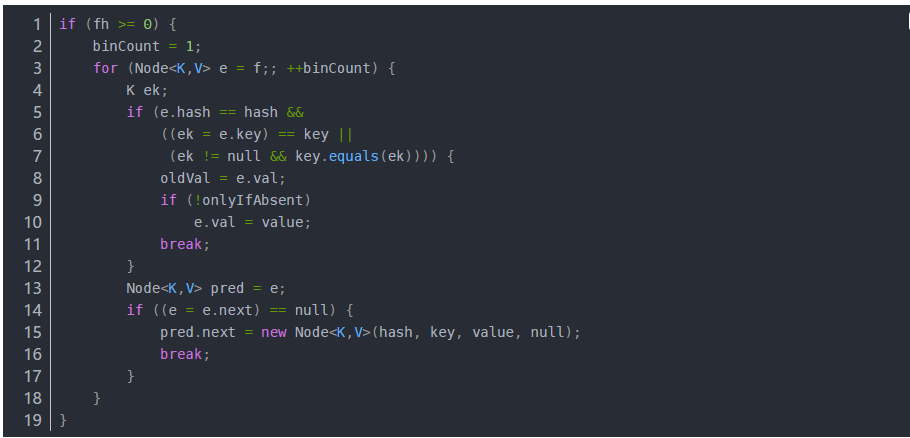 1 if (fh >= 0) {
2     binCount = 1;
3     for (Node<K,V> e = f;; ++binCount) {
4         K ek;
5         if (e.hash == hash &&
6             ((ek = e.key) == key ||
7              (ek != null && key.equals(ek)))) {
8             oldVal = e.val;
9             if (!onlyIfAbsent)
10                 e.val = value;
11             break;
12         }
13         Node<K,V> pred = e;
14         if ((e = e.next) == null) {
15             pred.next = new Node<K,V>(hash, key, value, null);
16             break;
17         }
18     }
19 }